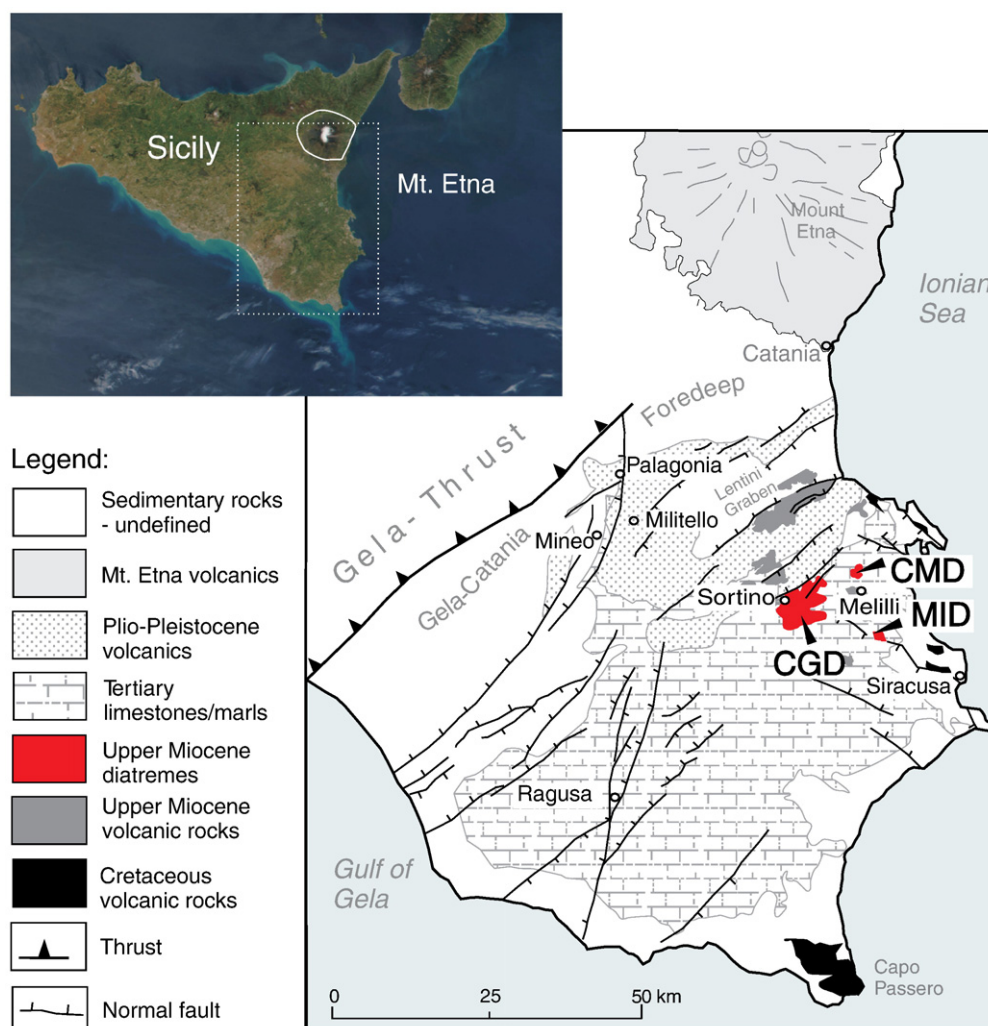 Sicily
Mt. Etna
Mount
Etna
Ionian
Sea
Catania
Foredeep
Gela-Catania
Gela- Thrust
Palagonia
Lentini
Graben
Militello
Mineo
CMD
Sortino
Melilli
MID
CGD
Siracusa
Ragusa
Gulf of
Gela
Capo
Passero
0 25 50 km
Legend:
Sedimentary rocks
- undefined
Mt. Etna volcanics
Plio-Pleistocene
volcanics
Tertiary
limestones/marls
Upper Miocene
diatremes
Upper Miocene
volcanic rocks
Cretaceous
volcanic rocks
Thrust
Normal fault